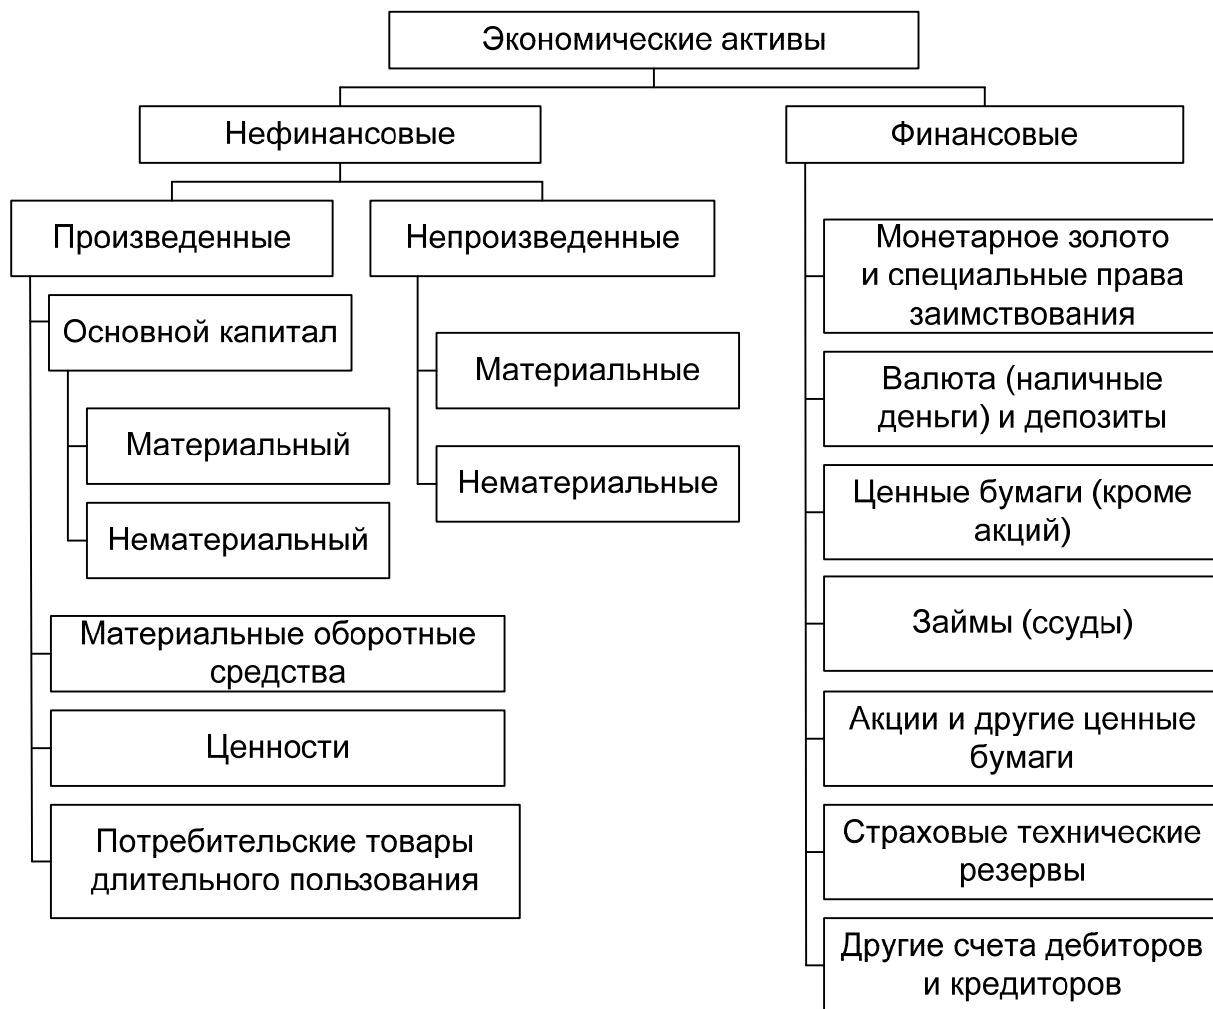 Экономические активы
Нефинансовые
Финансовые
Произведенные
Непроизведенные
Основной капитал
Материальный
Нематериальный
Материальные оборотные
средства
Ценности
Потребительские товары
длительного пользования
Материальные
Нематериальные
Монетарное золото
и специальные права
заимствования
Валюта (наличные
деньги) и депозиты
Ценные бумаги (кроме
акций)
Займы (ссуды)
Акции и другие ценные
бумаги
Страховые технические
резервы
Другие счета дебиторов
и кредиторов